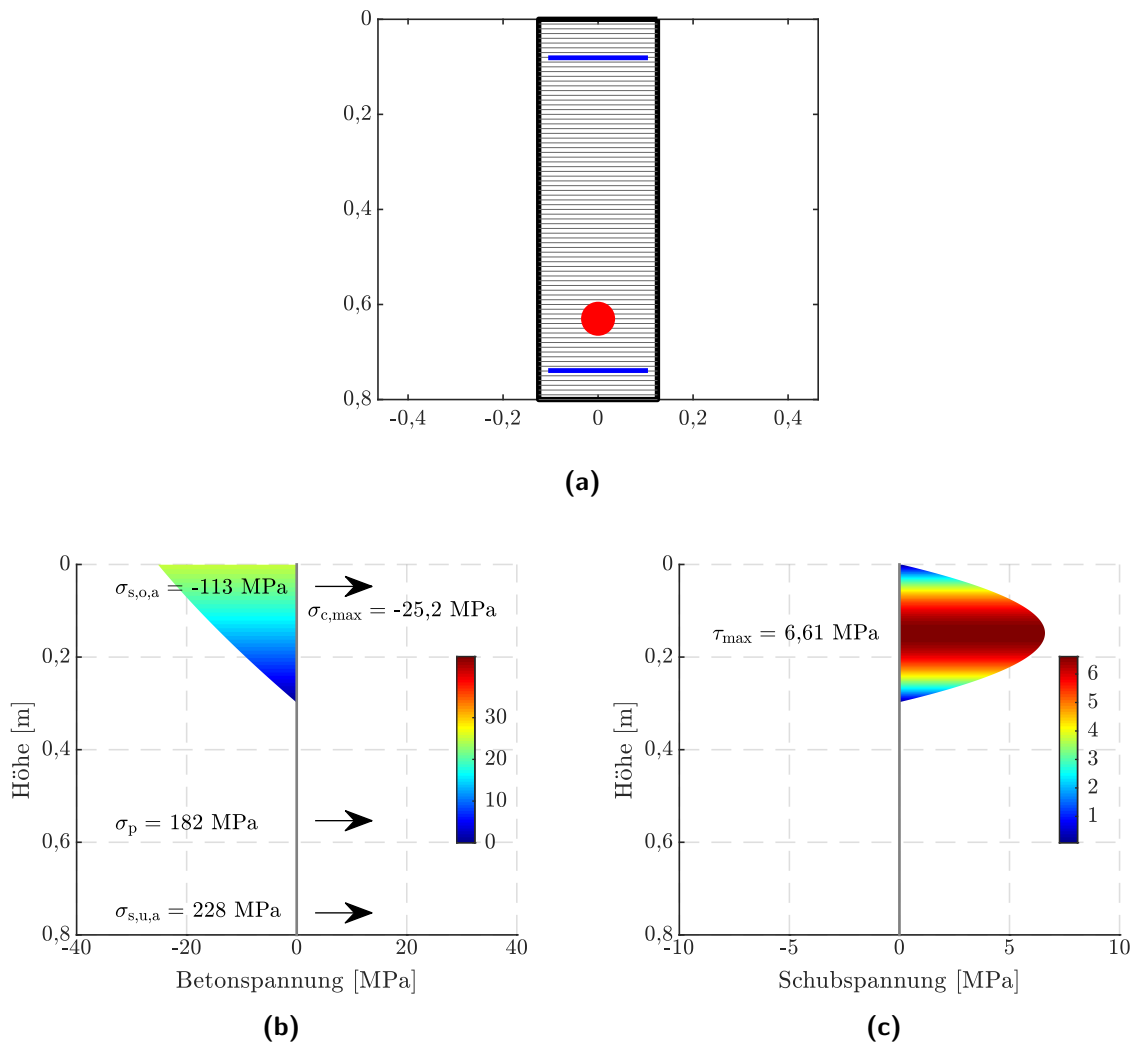 0
0,2
0,4
0,6
0,8
-0,4 -0,2 0 0,2 0,4
(a)
0
0,2
0,4
0,6
0,8
Höhe [m]
σs,o,a = -113 MPa
σc,max = -25,2 MPa
σp = 182 MPa
σs,u,a = 228 MPa
30
20
10
0
-40 -20 0 20 40
Betonspannung [MPa]
(b)
0
0,2
0,4
0,6
0,8
Höhe [m]
τmax = 6,61 MPa
6
5
4
3
2
1
-10 -5 0 5 10
Schubspannung [MPa]
(c)